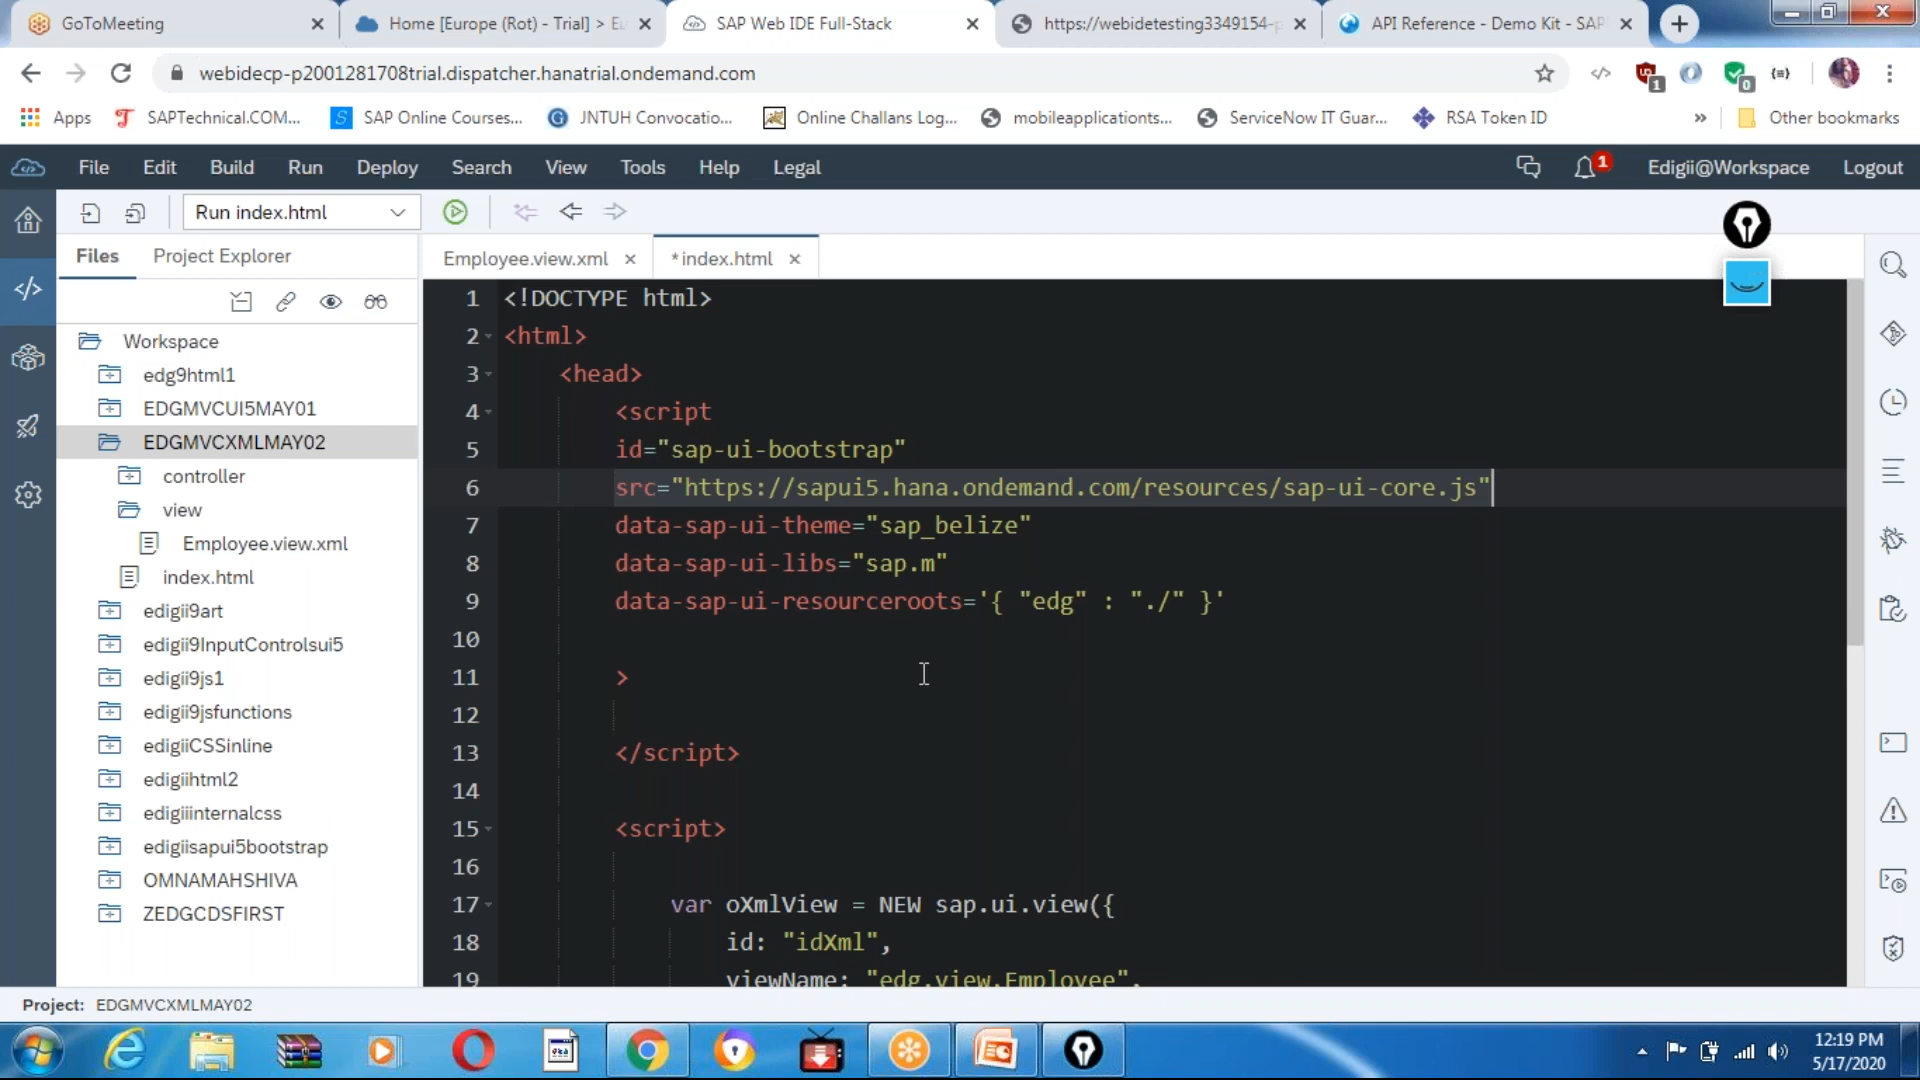 GoToMeeting
Home [Europe (Rot) - Trial] > Eu
SAP Web IDE Full-Stack
https://webidetesting3349154-p
API Reference - Demo Kit - SAP
webidecp-p2001281708trial.dispatcher.hanatrial.ondemand.com
1
0
Apps
SAPTechnical.COM...
SAP Online Courses...
JNTUH Convocatio...
Online Challans Log...
mobileapplicationts...
ServiceNow IT Guar...
RSA Token ID
»
Other bookmarks
File Edit Build Run Deploy Search View Tools Help Legal
1
Edigii@Workspace
Logout
Run index.html
Files
Project Explorer
Employee.view.xml
*index.html
Workspace
edg9html1
EDGMVCUI5MAY01
EDGMVCXMLMAY02
controller
view
Employee.view.xml
index.html
edigii9art
edigii9InputControlsui5
edigii9js1
edigii9jsfunctions
edigiiCSSinline
edigiihtml2
edigiiinternalcss
edigiisapui5bootstrap
OMNAMAHSHIVA
ZEDGCDSFIRST
1 <!DOCTYPE html>
2 <html>
3 <head>
4 <script
5 id="sap-ui-bootstrap"
6 src="https://sapui5.hana.ondemand.com/resources/sap-ui-core.js"
7 data-sap-ui-theme="sap_belize"
8 data-sap-ui-libs="sap.m"
9 data-sap-ui-resourceroots='{ "edg" : "./" }'
10
11 >
12
13 </script>
14
15 <script>
16
17 var oXmlView = NEW sap.ui.view({
18 id: "idXml",
19 viewName: "edg.view.Employee",
Project: EDGMVCXMLMAY02
12:19 PM
5/17/2020